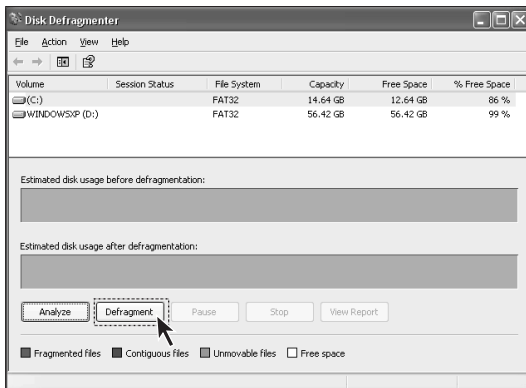 Disk Defragmenter
File Action View Help
Volume Session Status File System Capacity Free Space % Free Space
(C:) FAT32 14.64 GB 12.64 GB 86 %
WINDOWSXP (D:) FAT32 56.42 GB 56.42 GB 99 %
Estimated disk usage before defragmentation:
Estimated disk usage after defragmentation:
Analyze Defragment Pause Stop View Report
Fragmented files Contiguous files Unmovable files Free space